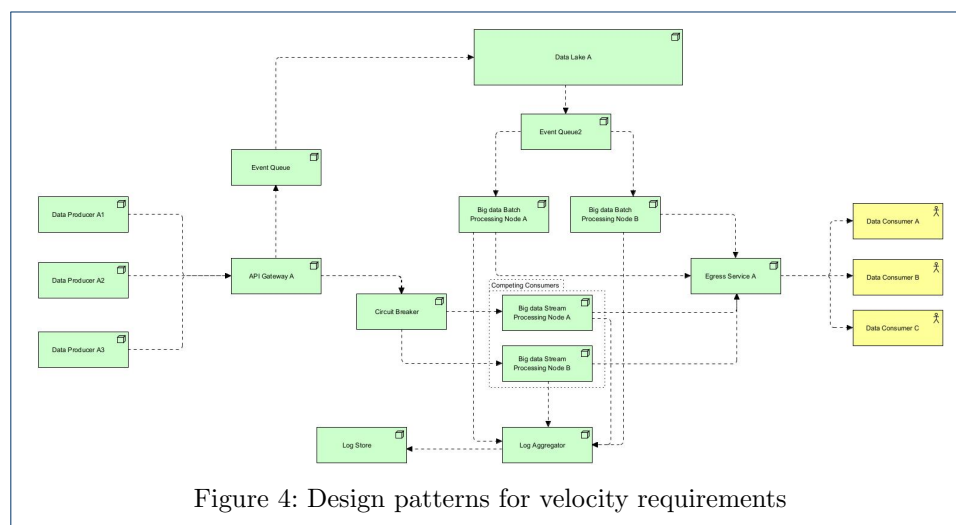 Data Lake A
Event Queue2
Event Queue
Big data Batch
Processing Node A
Big data Batch
Processing Node B
Data Producer A1
Data Producer A2
Data Producer A3
API Gateway A
Circuit Breaker
Competing Consumers
Big data Stream
Processing Node A
Big data Stream
Processing Node B
Egress Service A
Data Consumer A
Data Consumer B
Data Consumer C
Log Store
Log Aggregator
Figure 4: Design patterns for velocity requirements